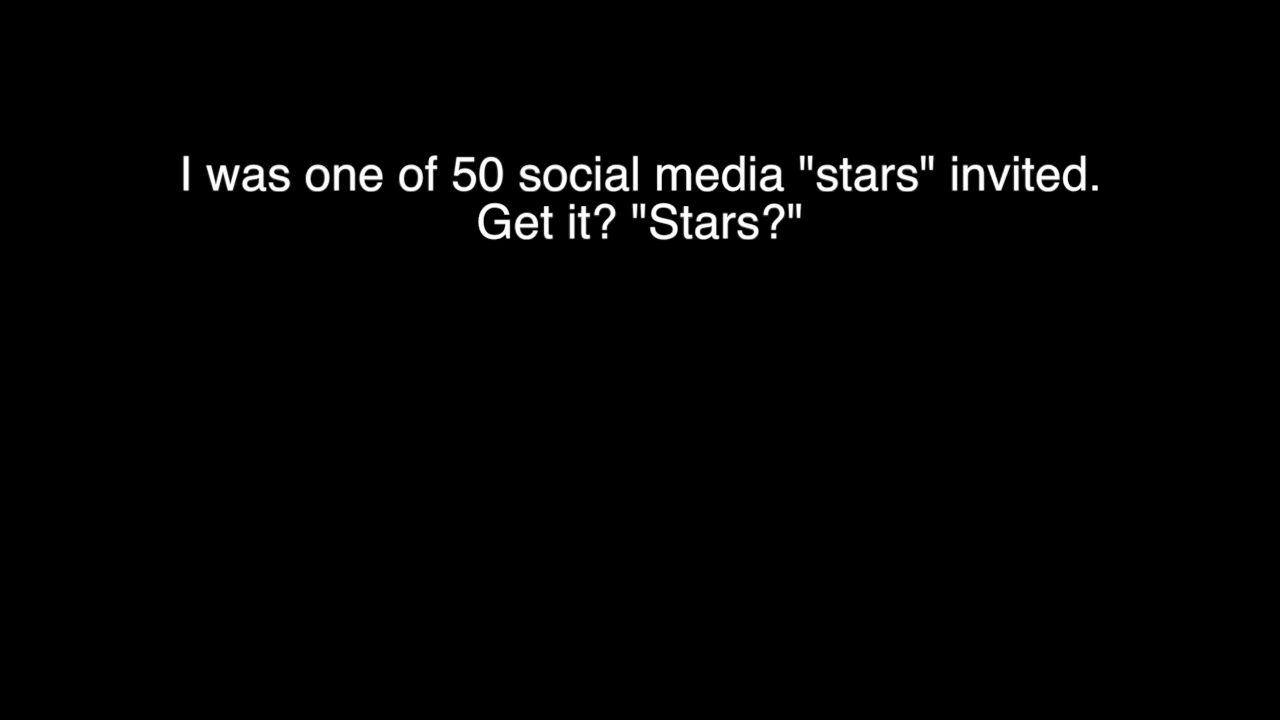 I was one of 50 social media "stars" invited.
Get it? "Stars?"